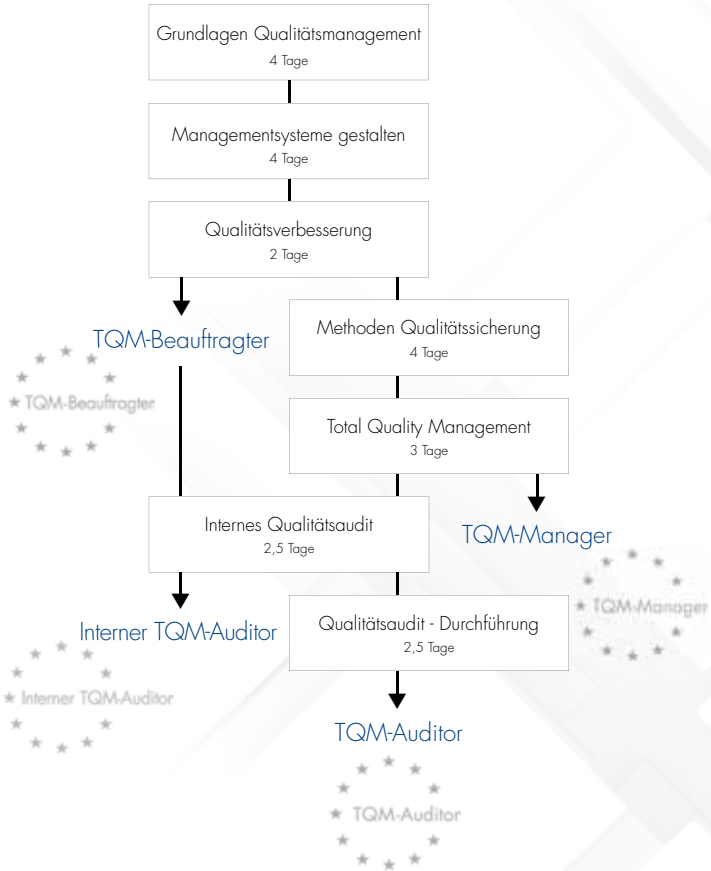 Grundlagen Qualitätsmanagement
4 Tage
Managementsysteme gestalten
4 Tage
Qualitätsverbesserung
2 Tage
TQM-Beauftragter
Methoden Qualitätssicherung
4 Tage
TQM-Beauftragter
Total Quality Management
3 Tage
Internes Qualitätsaudit
2,5 Tage
TQM-Manager
TQM-Manager
Interner TQM-Auditor
Qualitätsaudit - Durchführung
2,5 Tage
Interner TQM-Auditor
TQM-Auditor
TQM-Auditor